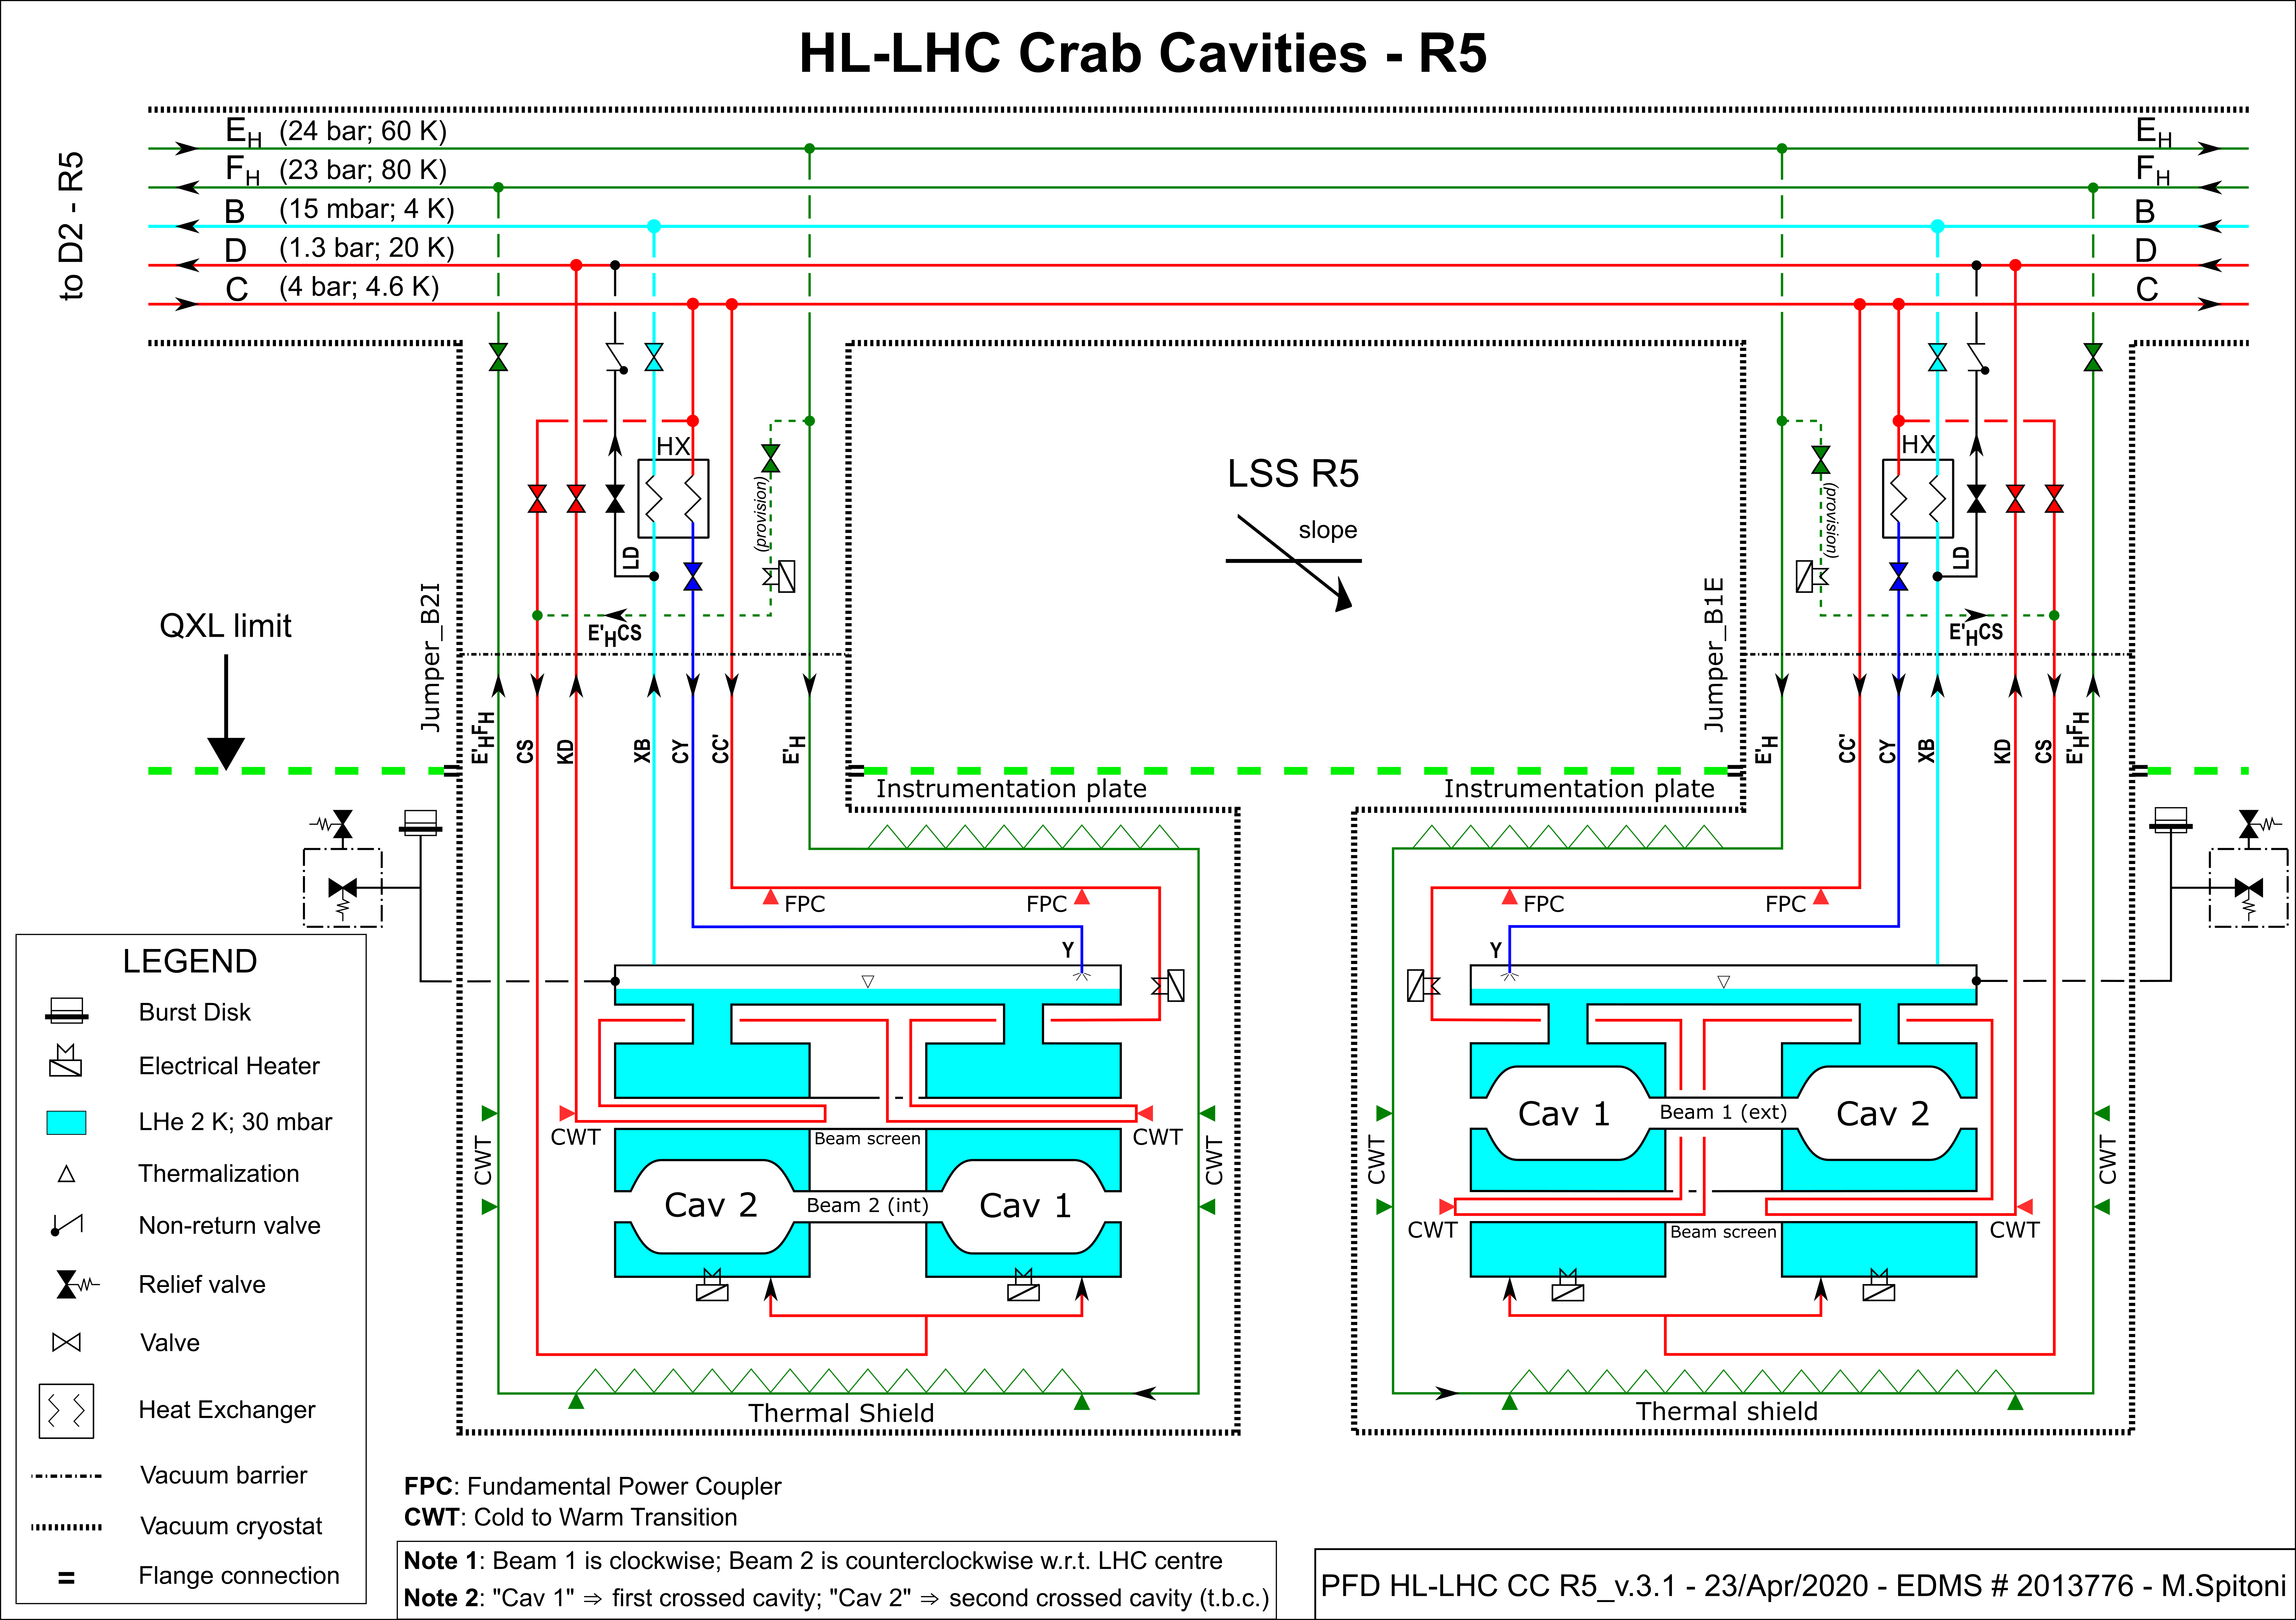 HL-LHC Crab Cavities - R5
to D2 - R5
EH (24 bar; 60 K)
EH
FH (23 bar; 80 K)
FH
B (15 mbar; 4 K)
B
D (1.3 bar; 20 K)
D
C (4 bar; 4.6 K)
C
HX
HX
(provision)
(provision)
LSS R5
slope
LD
LD
E'HCS
E'HCS
QXL limit
Jumper_B2I
Jumper_B1E
E'HFH
CS
KD
XB
CY
CC'
E'H
E'H
CC'
CY
XB
KD
CS
E'HFH
Instrumentation plate
Instrumentation plate
FPC
FPC
FPC
FPC
Y
Y
CWT
CWT
Beam screen
CWT
CWT
Cav 2
Beam 2 (int)
Cav 1
Thermal Shield
CWT
Cav 1
Beam 1 (ext)
Cav 2
CWT
CWT
Beam screen
CWT
Thermal shield
LEGEND
Burst Disk
Electrical Heater
LHe 2 K; 30 mbar
Thermalization
Non-return valve
Relief valve
Valve
Heat Exchanger
Vacuum barrier
Vacuum cryostat
Flange connection
FPC: Fundamental Power Coupler
CWT: Cold to Warm Transition
Note 1: Beam 1 is clockwise; Beam 2 is counterclockwise w.r.t. LHC centre
Note 2: "Cav 1" ⇒ first crossed cavity; "Cav 2" ⇒ second crossed cavity (t.b.c.)
PFD HL-LHC CC R5_v.3.1 - 23/Apr/2020 - EDMS # 2013776 - M.Spitoni